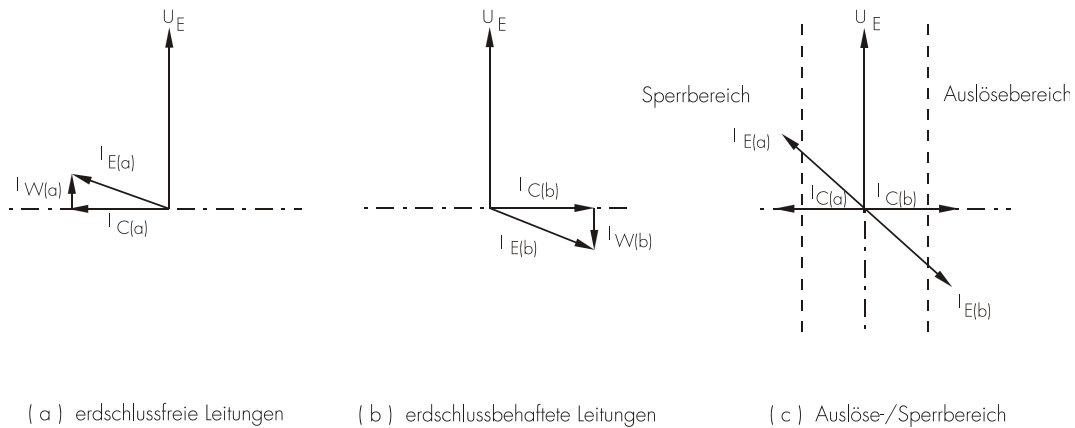 U E
I E(a)
I W(a)
I C(a)
( a ) erdschlussfreie Leitungen
U E
I C(b)
I E(b)
I W(b)
( b ) erdschlussbehaftete Leitungen
U E
Sperrbereich
Auslösebereich
I E(a)
I C(a)
I C(b)
I E(b)
( c ) Auslöse-/Sperrbereich